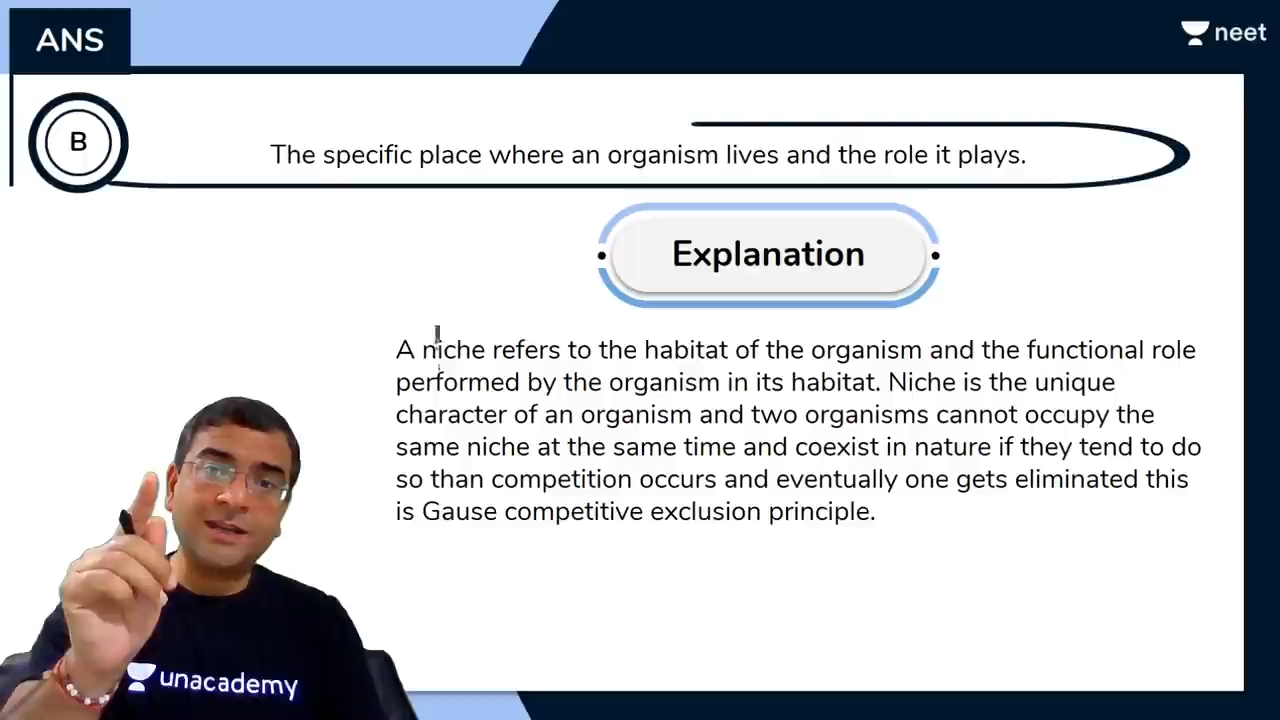 ANS
neet
B
The specific place where an organism lives and the role it plays.
Explanation
A niche refers to the habitat of the organism and the functional role
performed by the organism in its habitat. Niche is the unique
character of an organism and two organisms cannot occupy the
same niche at the same time and coexist in nature if they tend to do
so than competition occurs and eventually one gets eliminated this
is Gause competitive exclusion principle.
unacademy